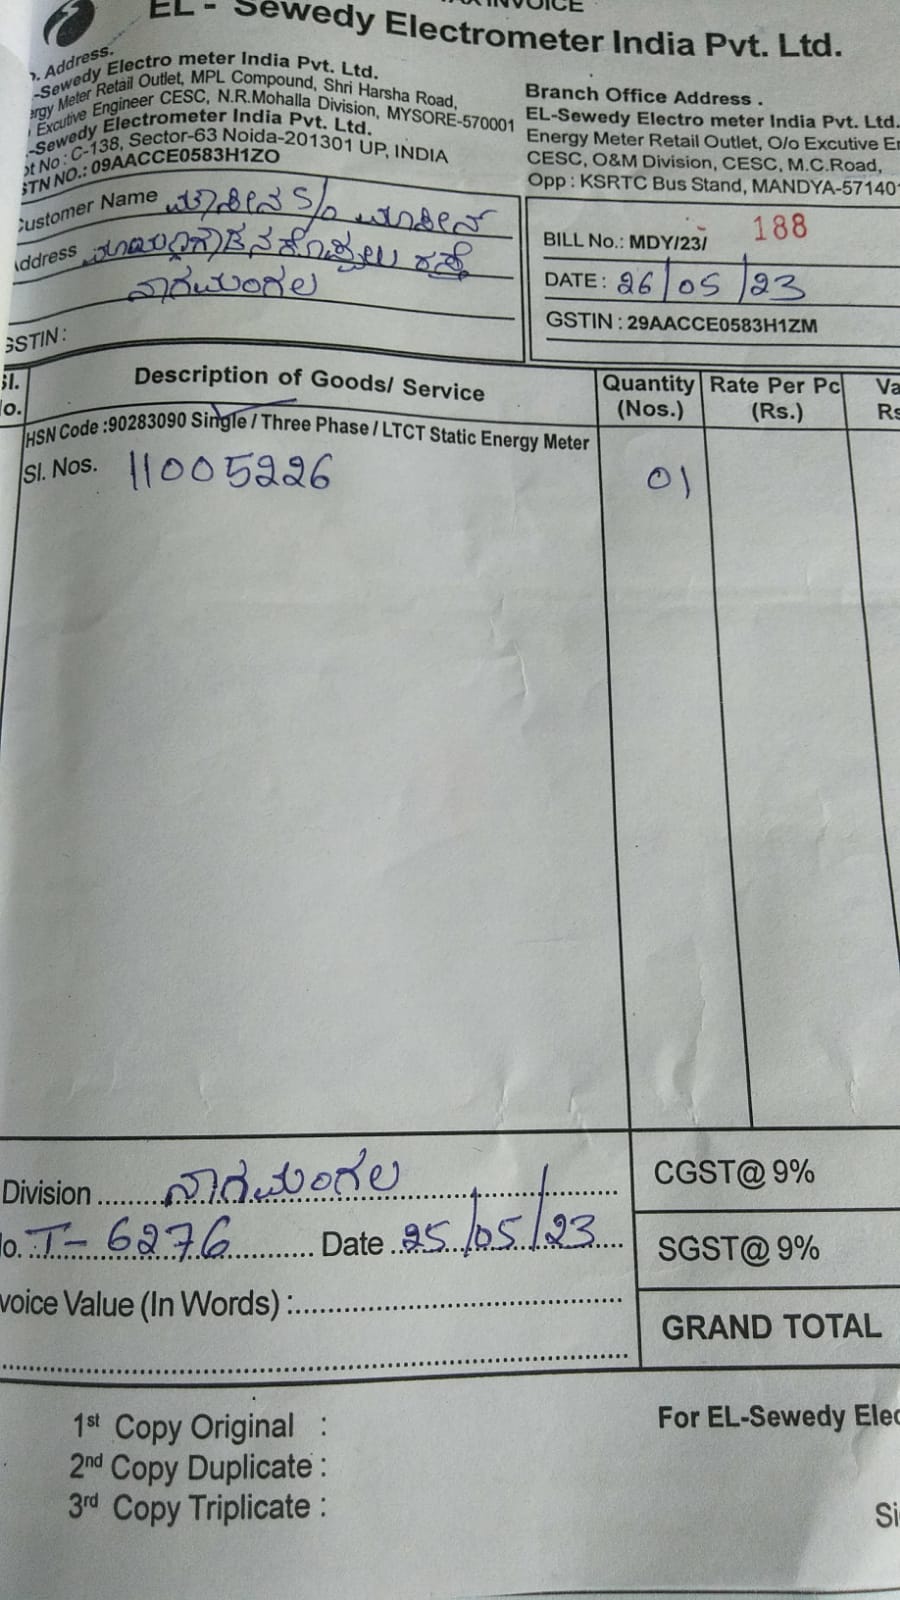 TAX INVOICE
EL - Sewedy Electrometer India Pvt. Ltd.
Address.
-Sewedy Electro meter India Pvt. Ltd.
Meter Retail Outlet, MPL Compound, Shri Harsha Road,
Excutive Engineer CESC, N.R.Mohalla Division, MYSORE-570001
-Sewedy Electrometer India Pvt. Ltd.
No : C-138, Sector-63 Noida-201301 UP, INDIA
NO.: 09AACCE0583H1ZO
Branch Office Address .
EL-Sewedy Electro meter India Pvt. Ltd.
Energy Meter Retail Outlet, O/o Excutive
CESC, O&M Division, CESC, M.C.Road,
Opp : KSRTC Bus Stand, MANDYA-57140
Customer Name S/o
Address
ನಾಗಮಂಗಲ
GSTIN :
BILL No.: MDY/23/ 188
DATE : 26/05/23
GSTIN : 29AACCE0583H1ZM
Sl. No. Description of Goods/ Service Quantity (Nos.) Rate Per Pc (Rs.)
HSN Code :90283090 Single / Three Phase / LTCT Static Energy Meter
Sl. Nos. 11005226 01
Division ನಾಗಮಂಗಲ
T- 6276 Date 25/05/23
voice Value (In Words) :
CGST@ 9%
SGST@ 9%
GRAND TOTAL
1st Copy Original :
2nd Copy Duplicate :
3rd Copy Triplicate :
For EL-Sewedy